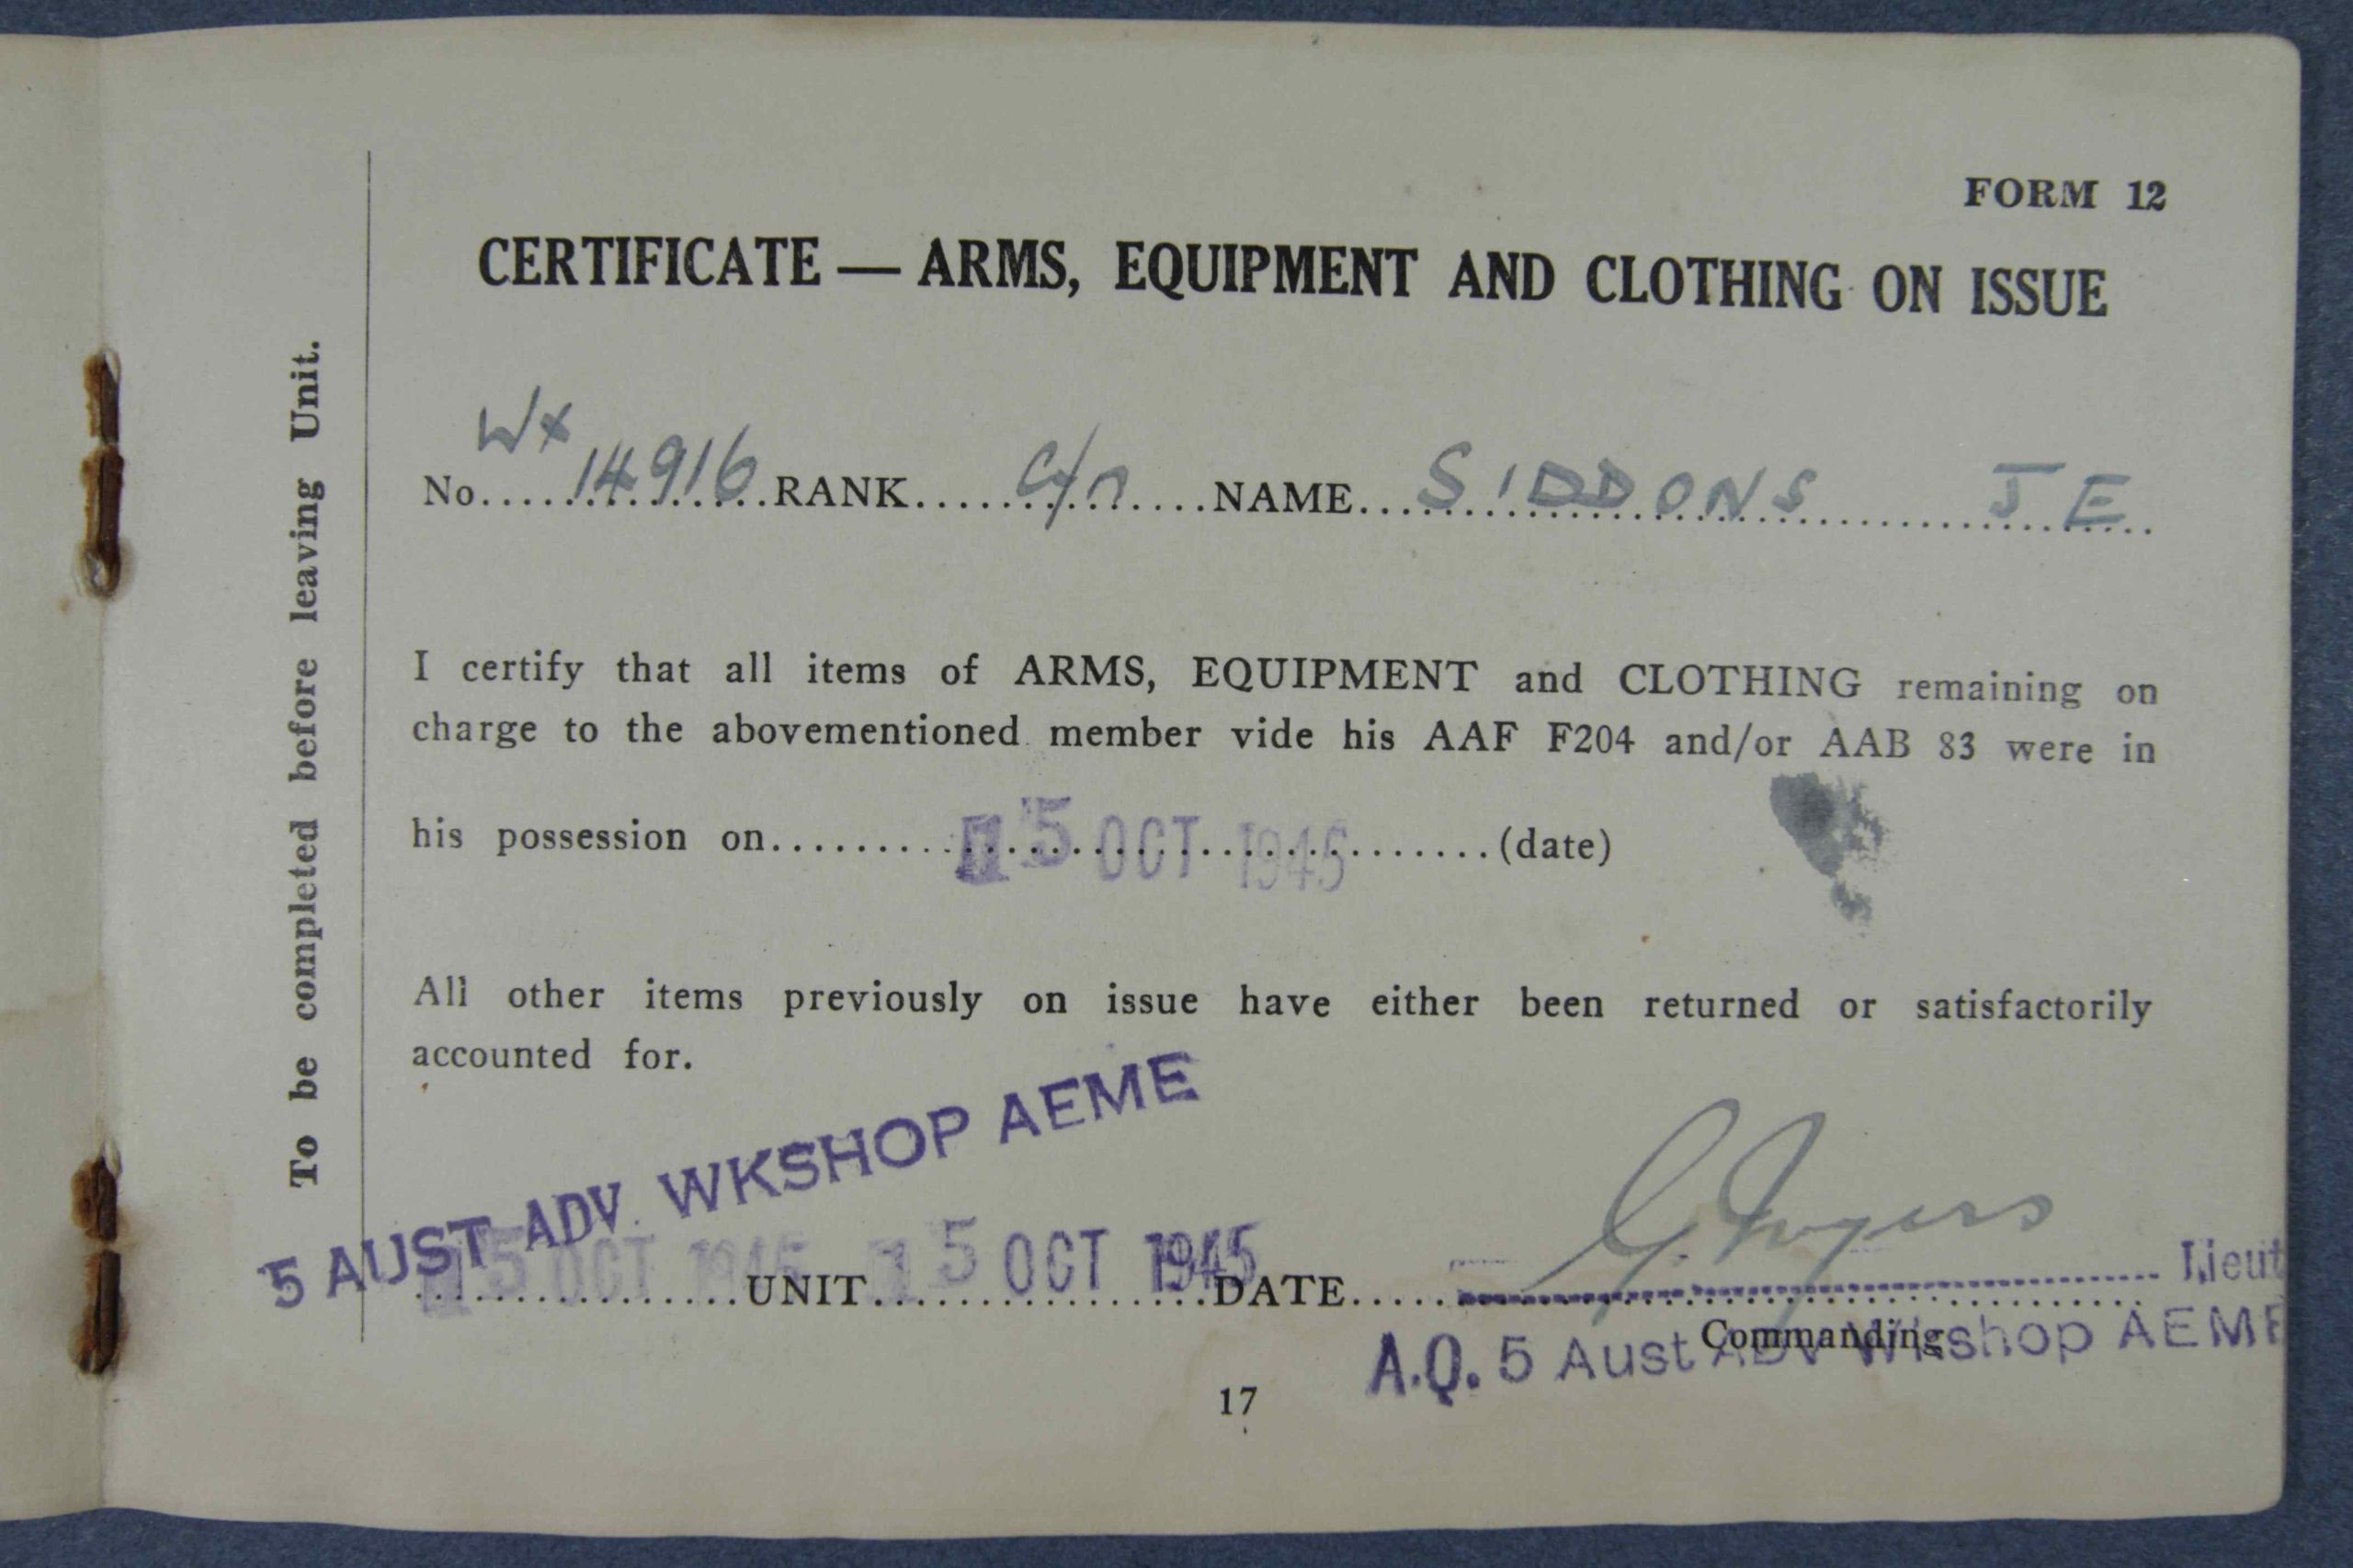 FORM 12
CERTIFICATE — ARMS, EQUIPMENT AND CLOTHING ON ISSUE
To be completed before leaving Unit.
Wx
No.....14916.....RANK.....C/n.....NAME.....SIDDONS J E.....
I certify that all items of ARMS, EQUIPMENT and CLOTHING remaining on
charge to the abovementioned member vide his AAF F204 and/or AAB 83 were in
his possession on.....15 OCT 1945.....(date)
All other items previously on issue have either been returned or satisfactorily
accounted for.
5 AUST ADV. WKSHOP AEME
15 OCT 1945 UNIT.....15 OCT 1945 DATE.....Lieut
Commanding
A.Q. 5 Aust ADV Wkshop AEME
17